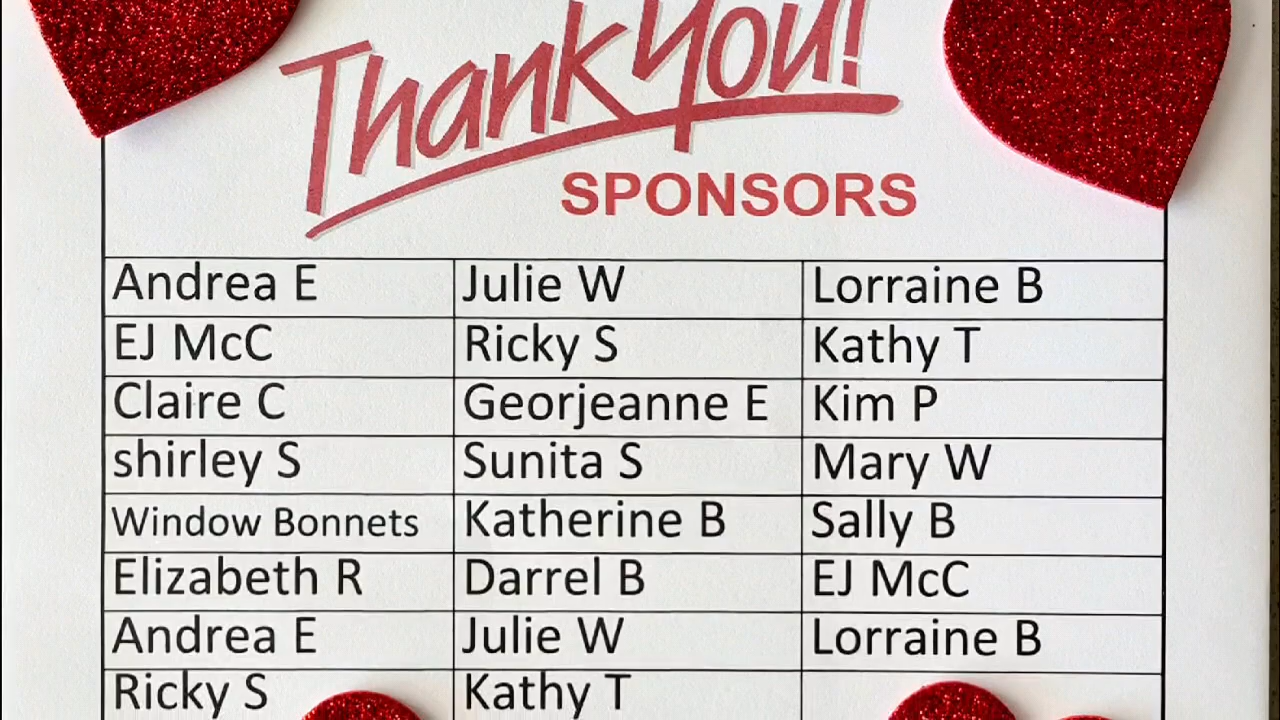 Thank You!
SPONSORS
Andrea E Julie W Lorraine B
EJ McC Ricky S Kathy T
Claire C Georjeanne E Kim P
shirley S Sunita S Mary W
Window Bonnets Katherine B Sally B
Elizabeth R Darrel B EJ McC
Andrea E Julie W Lorraine B
Ricky S Kathy T